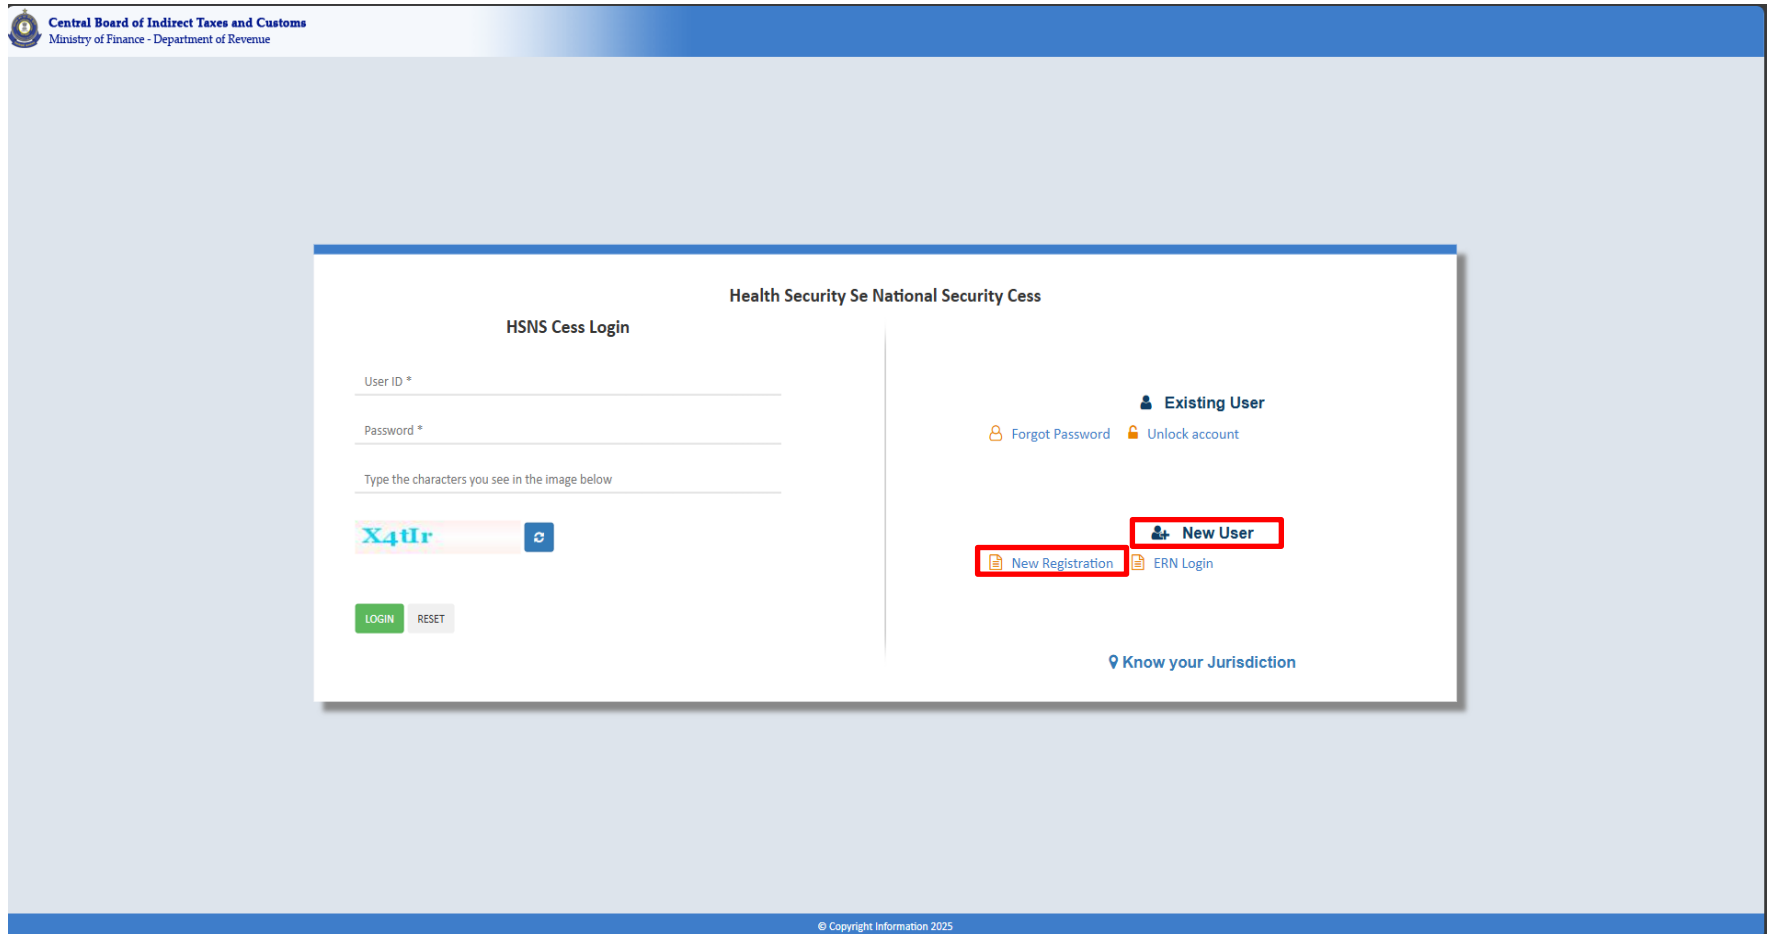 Central Board of Indirect Taxes and Customs
Ministry of Finance - Department of Revenue
Health Security Se National Security Cess
HSNS Cess Login
User ID *
Password *
Type the characters you see in the image below
X4tIr
LOGIN RESET
Existing User
Forgot Password Unlock account
New User
New Registration ERN Login
Know your Jurisdiction
© Copyright Information 2025